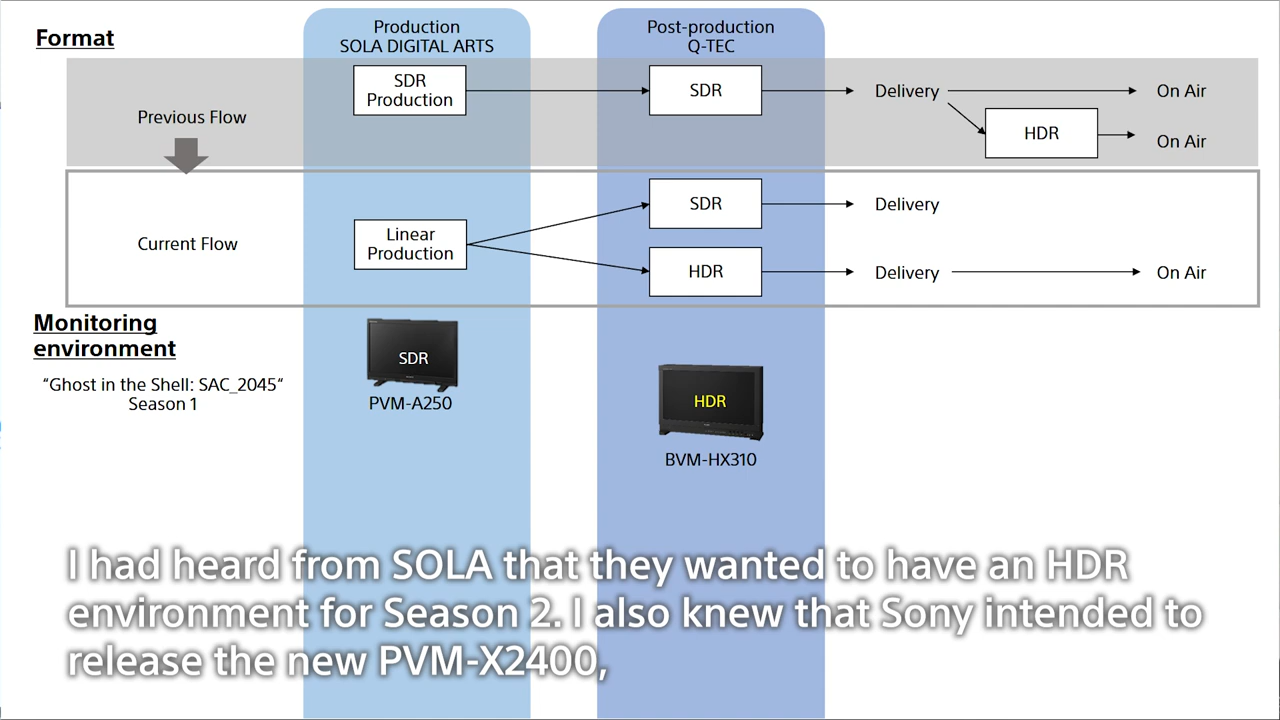 Format
Production
SOLA DIGITAL ARTS
Post-production
Q-TEC
Previous Flow
SDR
Production
SDR
Delivery
On Air
HDR
On Air
Current Flow
Linear
Production
SDR
Delivery
HDR
Delivery
On Air
Monitoring
environment
"Ghost in the Shell: SAC_2045"
Season 1
SDR
PVM-A250
HDR
BVM-HX310
I had heard from SOLA that they wanted to have an HDR
environment for Season 2. I also knew that Sony intended to
release the new PVM-X2400,